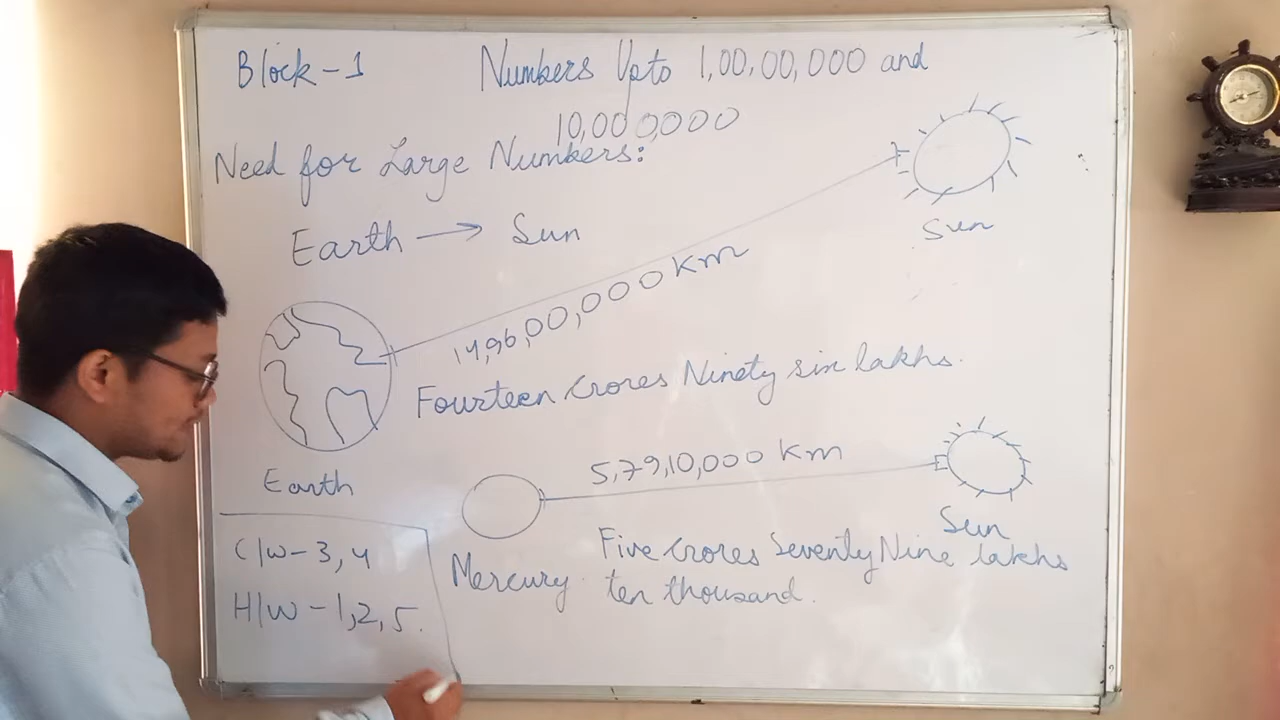 Block-1
Numbers Upto 1,00,00,000 and
10,000,000
Need for Large Numbers:
Earth → Sun
Sun
14,96,00,000 Km
Fourteen Crores Ninety six lakhs.
Earth
5,79,10,000 Km
Sun
Mercury.
Five Crores Seventy Nine lakhs
ten thousand.
C/W-3,4
H/W-1,2,5.